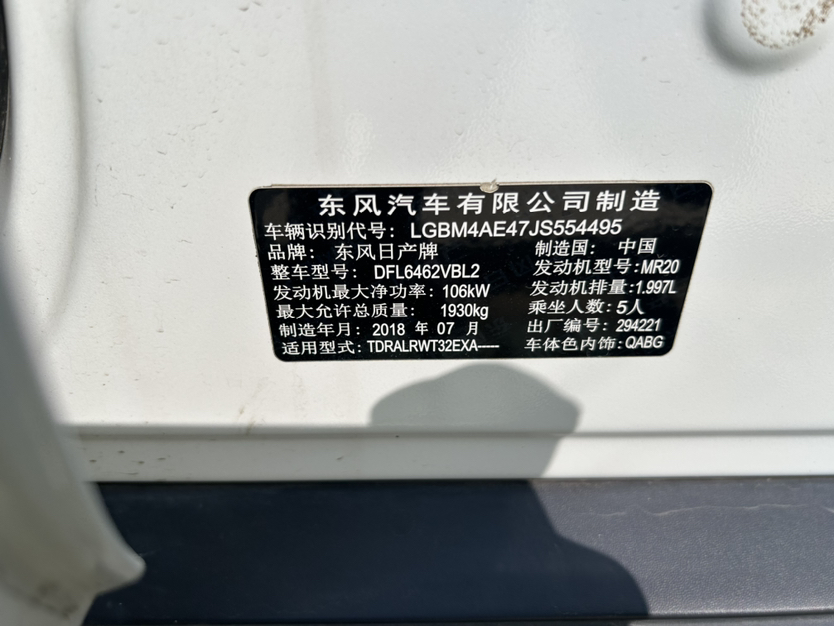 东风汽车有限公司制造
车辆识别代号: LGBM4AE47JS554495
品牌: 东风日产牌 制造国: 中国
整车型号: DFL6462VBL2 发动机型号: MR20
发动机最大净功率: 106kW 发动机排量: 1.997L
最大允许总质量: 1930kg 乘坐人数: 5人
制造年月: 2018 年 07 月 出厂编号: 294221
适用型式: TDRALRWT32EXA----- 车体色内饰: QABG